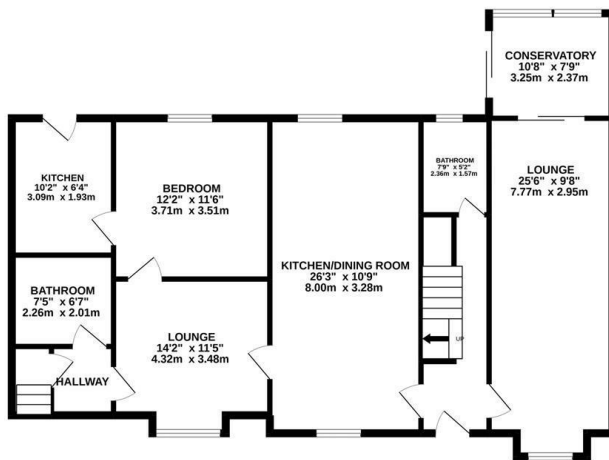 CONSERVATORY
10'8" x 7'9"
3.25m x 2.37m
KITCHEN
10'2" x 6'4"
3.09m x 1.93m
BEDROOM
12'2" x 11'6"
3.71m x 3.51m
BATHROOM
7'9" x 5'2"
2.36m x 1.57m
LOUNGE
25'6" x 9'8"
7.77m x 2.95m
KITCHEN/DINING ROOM
26'3" x 10'9"
8.00m x 3.28m
BATHROOM
7'5" x 6'7"
2.26m x 2.01m
LOUNGE
14'2" x 11'5"
4.32m x 3.48m
UP
HALLWAY